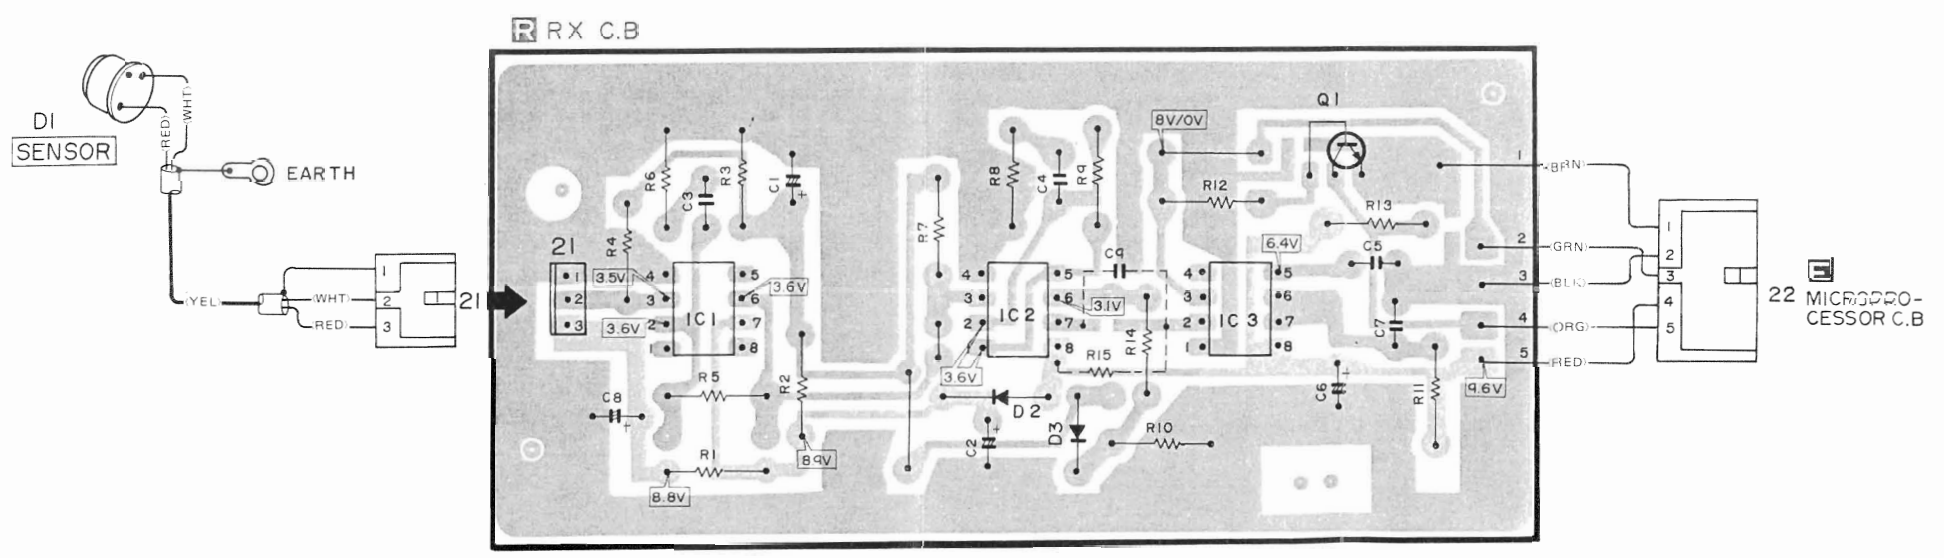 R RX C.B
D1
SENSOR
(RED)
(WHT)
EARTH
(YEL)
(WHT)
(RED)
1
2
3
21
21
1
2
3
R6
R3
C1
+
C3
R4
3.5V
3.6V
3.6V
4
3
2
1
IC1
5
6
7
8
R5
R2
C8
+
R1
8.9V
8.8V
R7
R8
C4
R9
8V/0V
Q1
R12
R13
6.4V
C5
C9
4
3
2
1
IC2
5
6
7
8
3.1V
3.6V
R15
R14
4
3
2
1
IC3
5
6
7
8
C7
D2
C2
+
D3
R10
C6
+
R11
9.6V
1
2
3
4
5
(BRN)
(GRN)
(BLK)
(ORG)
(RED)
1
2
3
4
5
22
MICROPRO-
CESSOR C.B